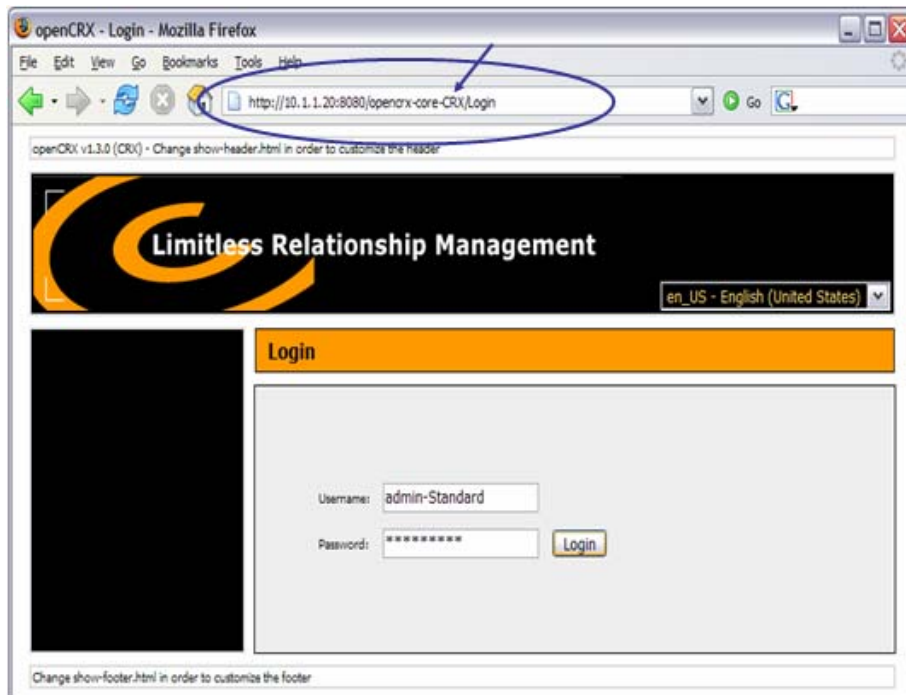 openCRX - Login - Mozilla Firefox
File Edit View Go Bookmarks Tools Help
http://10.1.1.20:8080/opencrx-core-CRX/Login
Go
openCRX v1.3.0 (CRX) - Change show-header.html in order to customize the header
Limitless Relationship Management
en_US - English (United States)
Login
Username: admin-Standard
Password: *********
Login
Change show-footer.html in order to customize the footer